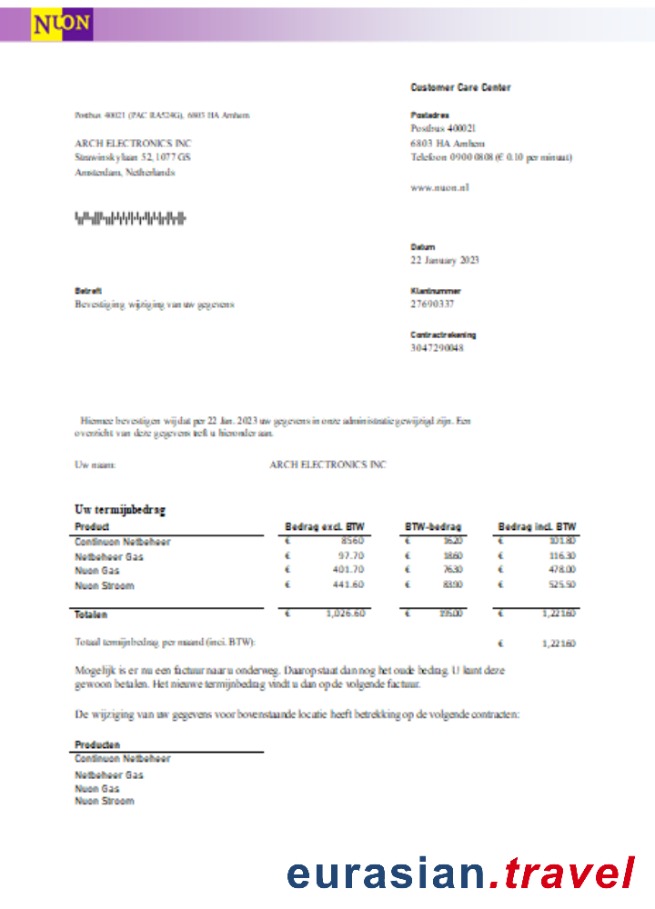 NUON
Customer Care Center
Postbus 40021 (PAC RA524G), 6803 HA Arnhem
Postadres
Postbus 400021
ARCH ELECTRONICS INC
6803 HA Arnhem
Strawinskylaan 52, 1077 GS
Telefoon 0900 0808 (€ 0.10 per minuut)
Amsterdam, Netherlands
www.nuon.nl
Datum
22 January 2023
Betreft
Klantnummer
Bevestiging wijziging van uw gegevens
27690337
Contractrekening
3047290048
Hiermee bevestigen wij dat per 22 Jan. 2023 uw gegevens in onze administratie gewijzigd zijn. Een
overzicht van deze gegevens treft u hieronder aan.
Uw naam: ARCH ELECTRONICS INC
Uw termijnbedrag
Product Bedrag excl. BTW BTW-bedrag Bedrag incl. BTW
Continuon Netbeheer € 8560 € 16.20 € 101.80
Netbeheer Gas € 97.70 € 18.60 € 116.30
Nuon Gas € 401.70 € 76.30 € 478.00
Nuon Stroom € 441.60 € 83.90 € 525.50
Totalen € 1,026.60 € 195.00 € 1,221.60
Totaal termijnbedrag per maand (incl. BTW): € 1,221.60
Mogelijk is er nu een factuur naar u onderweg. Daarop staat dan nog het oude bedrag. U kunt deze
gewoon betalen. Het nieuwe termijnbedrag vindt u dan op de volgende factuur.
De wijziging van uw gegevens voor bovenstaande locatie heeft betrekking op de volgende contracten:
Producten
Continuon Netbeheer
Netbeheer Gas
Nuon Gas
Nuon Stroom
eurasian.travel